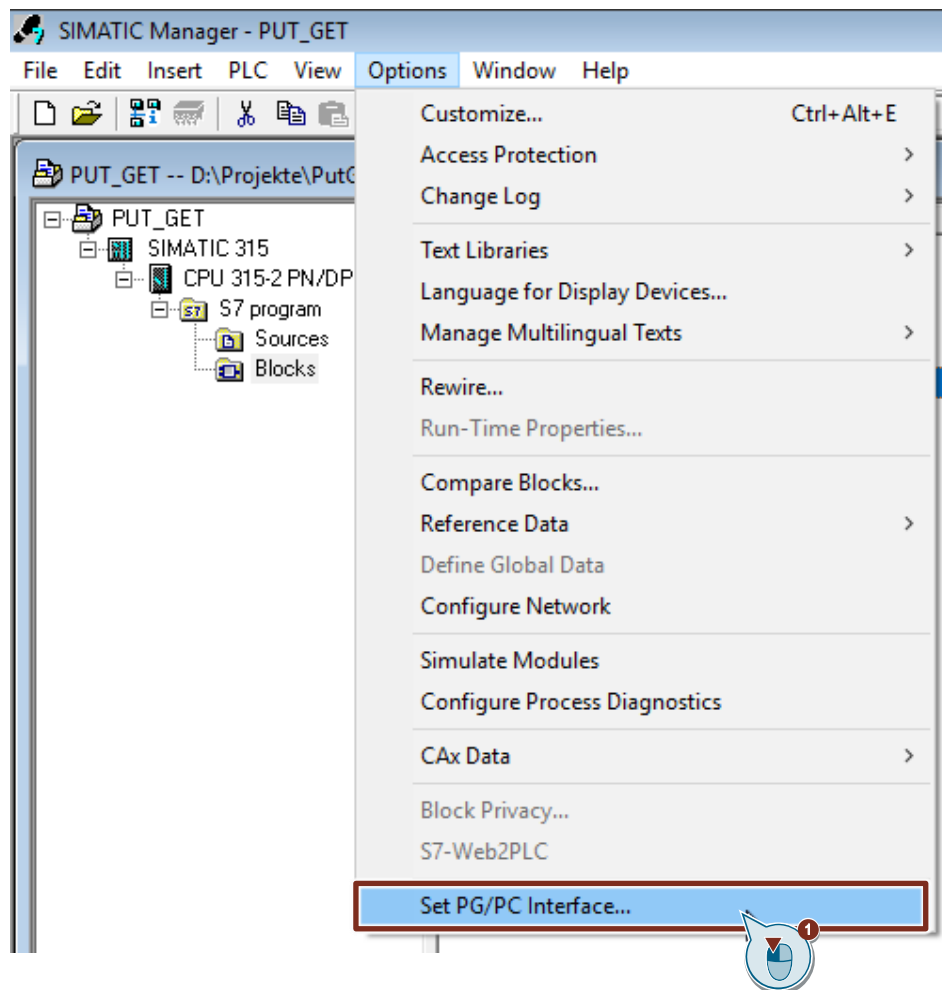 SIMATIC Manager - PUT_GET
File Edit Insert PLC View Options Window Help
PUT_GET -- D:\Projekte\Put
PUT_GET
SIMATIC 315
CPU 315-2 PN/DP
S7 program
Sources
Blocks
Customize... Ctrl+Alt+E
Access Protection
Change Log
Text Libraries
Language for Display Devices...
Manage Multilingual Texts
Rewire...
Run-Time Properties...
Compare Blocks...
Reference Data
Define Global Data
Configure Network
Simulate Modules
Configure Process Diagnostics
CAx Data
Block Privacy...
S7-Web2PLC
Set PG/PC Interface...
1